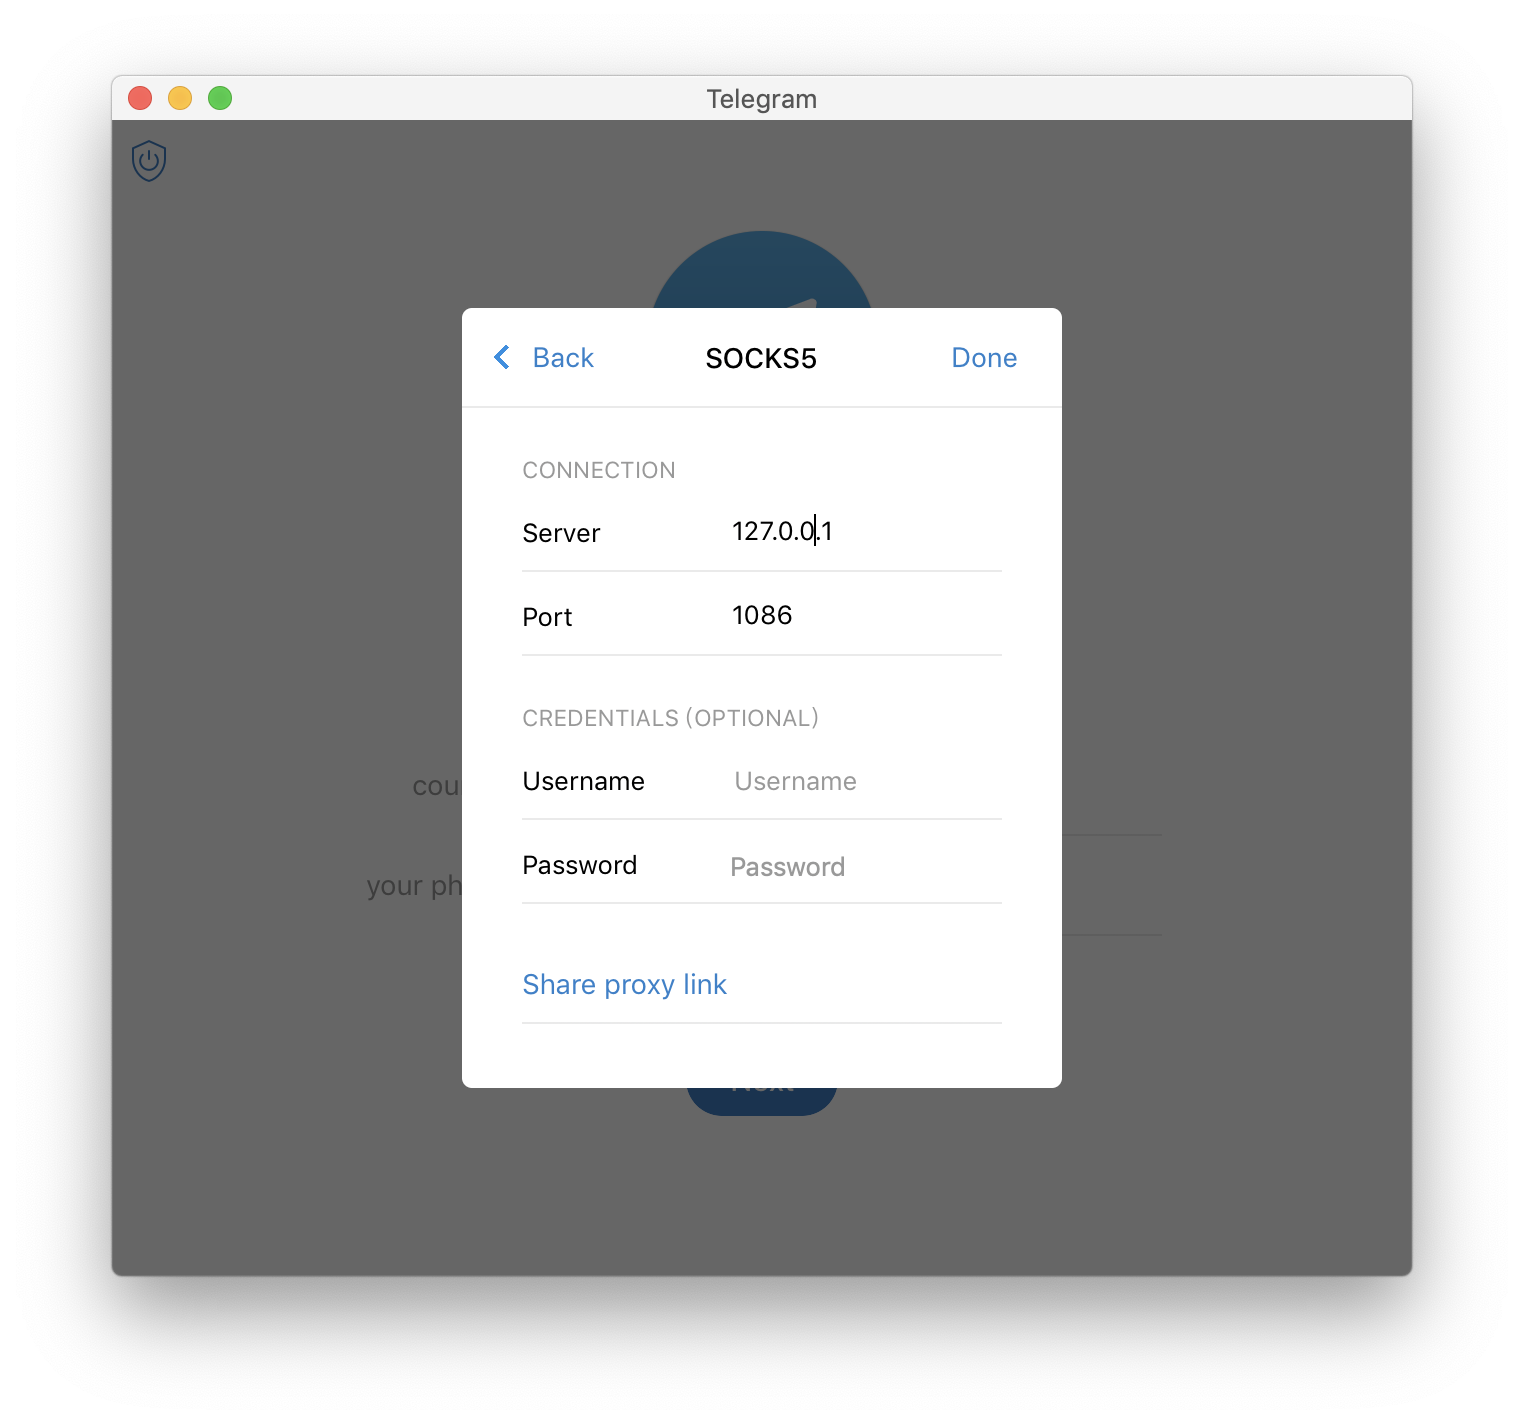 Telegram
Back SOCKS5 Done
CONNECTION
Server 127.0.0.1
Port 1086
CREDENTIALS (OPTIONAL)
Username Username
cou
Password Password
your ph
Share proxy link
Next